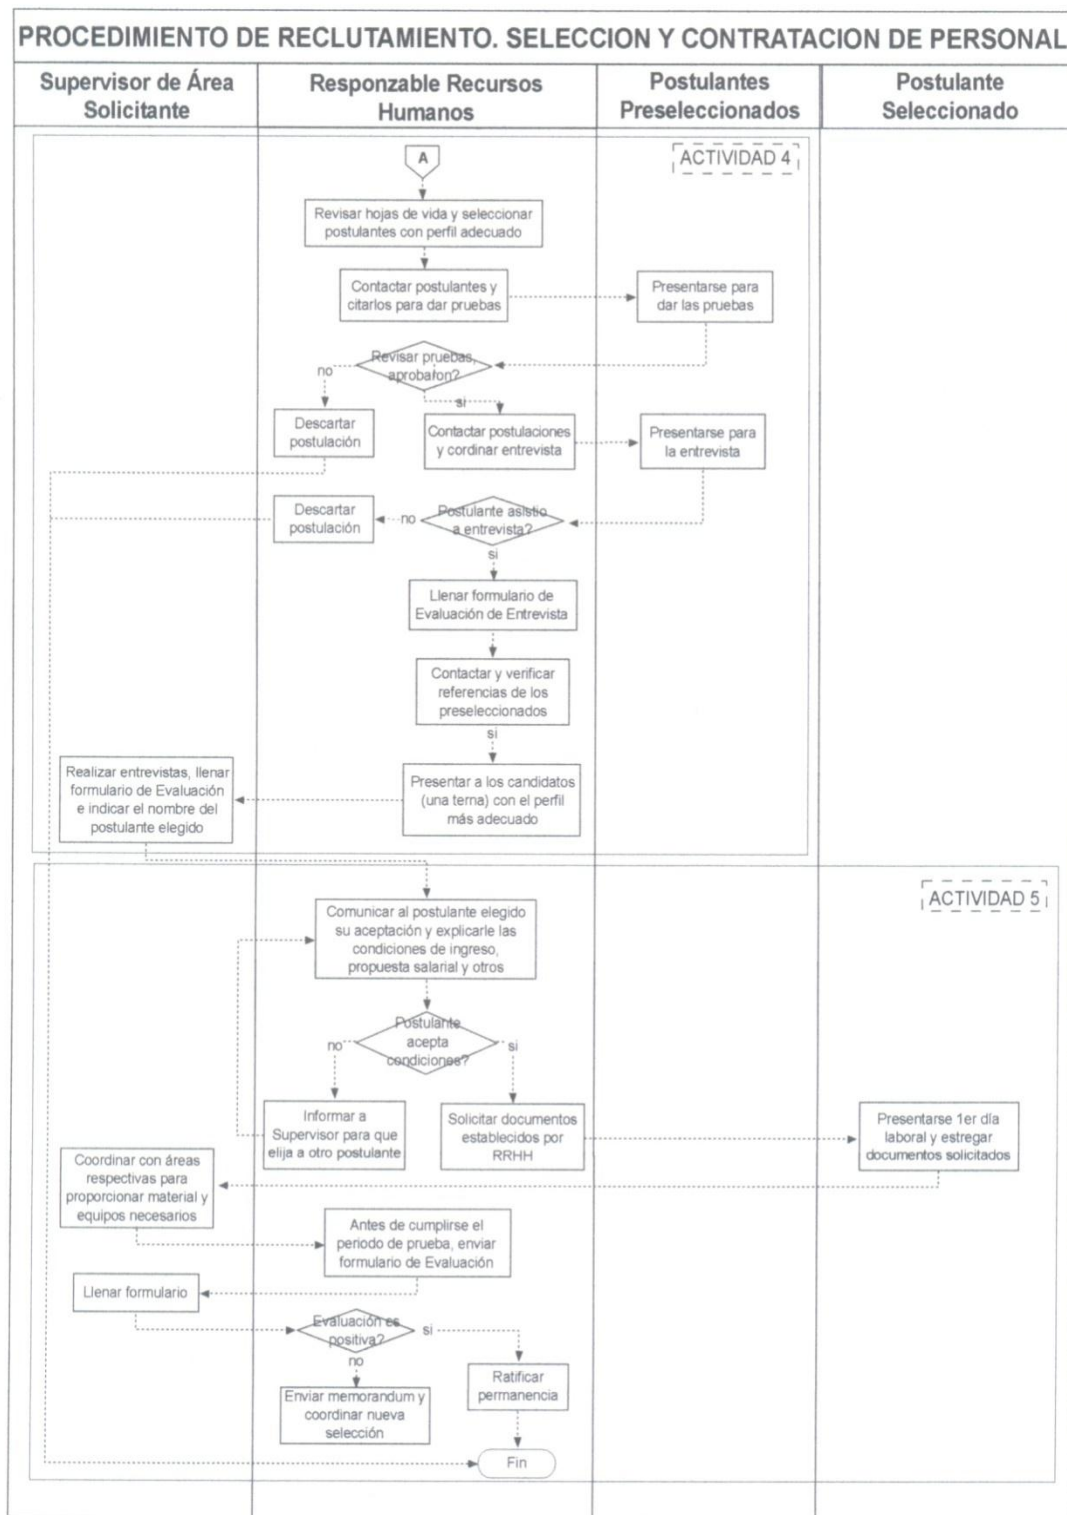 PROCEDIMIENTO DE RECLUTAMIENTO. SELECCION Y CONTRATACION DE PERSONAL
Supervisor de Área
Solicitante
Responzable Recursos
Humanos
Postulantes
Preseleccionados
Postulante
Seleccionado
A
ACTIVIDAD 4
Revisar hojas de vida y seleccionar
postulantes con perfil adecuado
Contactar postulantes y
citarlos para dar pruebas
Presentarse para
dar las pruebas
Revisar pruebas,
aprobaron?
no
si
Descartar
postulación
Contactar postulaciones
y cordinar entrevista
Presentarse para
la entrevista
Descartar
postulación
no
Postulante asistio
a entrevista?
si
Llenar formulario de
Evaluación de Entrevista
Contactar y verificar
referencias de los
preseleccionados
si
Realizar entrevistas, llenar
formulario de Evaluación
e indicar el nombre del
postulante elegido
Presentar a los candidatos
(una terna) con el perfil
más adecuado
ACTIVIDAD 5
Comunicar al postulante elegido
su aceptación y explicarle las
condiciones de ingreso,
propuesta salarial y otros
Postulante
acepta
condiciones?
no
si
Informar a
Supervisor para que
elija a otro postulante
Solicitar documentos
establecidos por
RRHH
Presentarse 1er día
laboral y estregar
documentos solicitados
Coordinar con áreas
respectivas para
proporcionar material y
equipos necesarios
Antes de cumplirse el
periodo de prueba, enviar
formulario de Evaluación
Llenar formulario
Evaluación es
positiva?
si
no
Ratificar
permanencia
Enviar memorandum y
coordinar nueva
selección
Fin